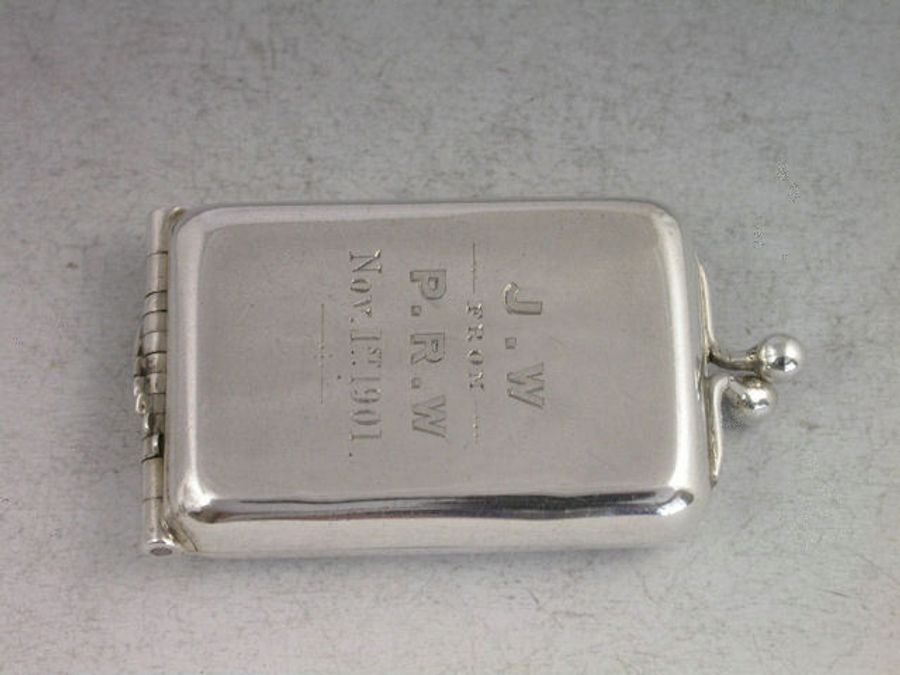 J. W
FROM
P. R. W
Nov. 1ST 1901.